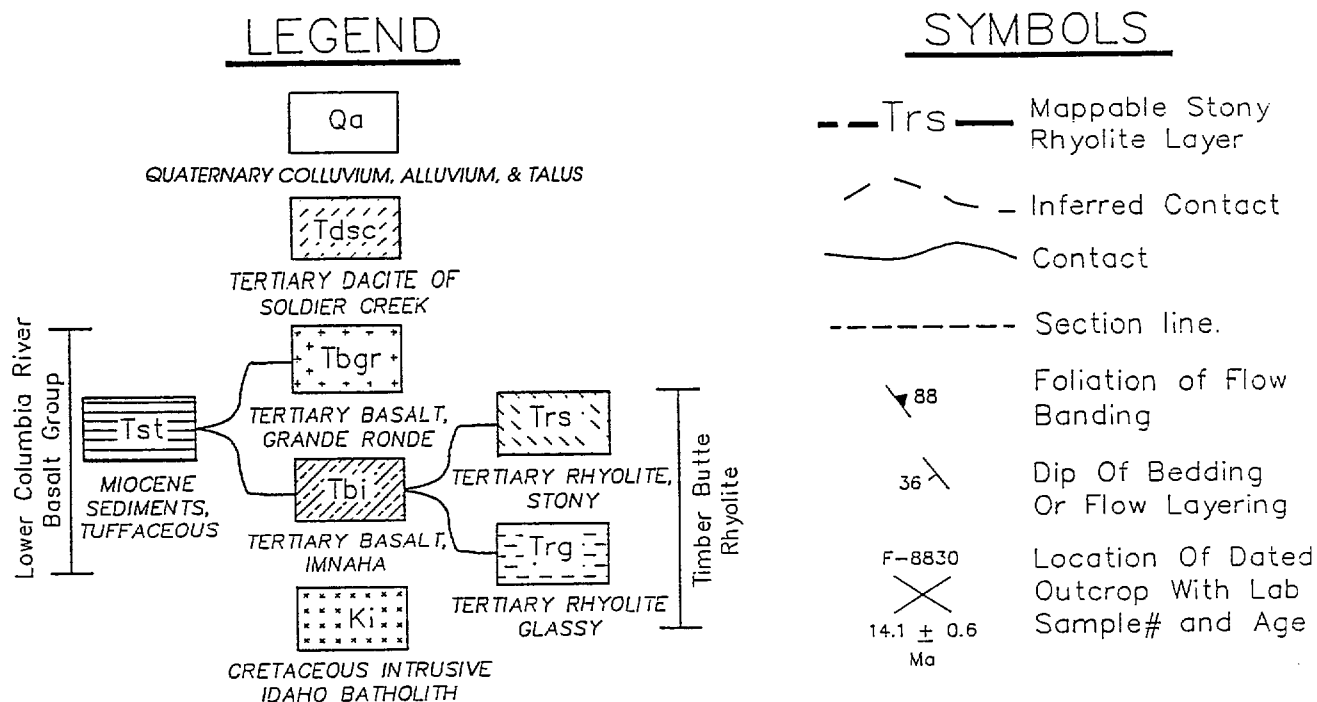 LEGEND
Qa
QUATERNARY COLLUVIUM, ALLUVIUM, & TALUS
Tdsc
TERTIARY DACITE OF
SOLDIER CREEK
Lower Columbia River
Basalt Group
Tst
MIOCENE
SEDIMENTS,
TUFFACEOUS
Tbgr
TERTIARY BASALT,
GRANDE RONDE
Tbi
TERTIARY BASALT,
IMNAHA
Trs
TERTIARY RHYOLITE,
STONY
Trg
TERTIARY RHYOLITE
GLASSY
Timber Butte
Rhyolite
Ki
CRETACEOUS INTRUSIVE
IDAHO BATHOLITH
SYMBOLS
Trs
Mappable Stony
Rhyolite Layer
Inferred Contact
Contact
Section line.
88
Foliation of Flow
Banding
36
Dip Of Bedding
Or Flow Layering
F-8830
14.1 ± 0.6
Ma
Location Of Dated
Outcrop With Lab
Sample# and Age